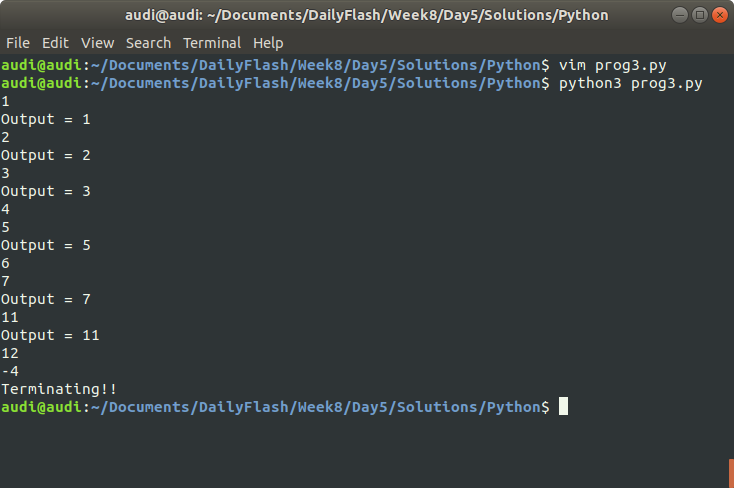 audi@audi: ~/Documents/DailyFlash/Week8/Day5/Solutions/Python
File Edit View Search Terminal Help
audi@audi:~/Documents/DailyFlash/Week8/Day5/Solutions/Python$ vim prog3.py
audi@audi:~/Documents/DailyFlash/Week8/Day5/Solutions/Python$ python3 prog3.py
1
Output = 1
2
Output = 2
3
Output = 3
4
5
Output = 5
6
7
Output = 7
11
Output = 11
12
-4
Terminating!!
audi@audi:~/Documents/DailyFlash/Week8/Day5/Solutions/Python$